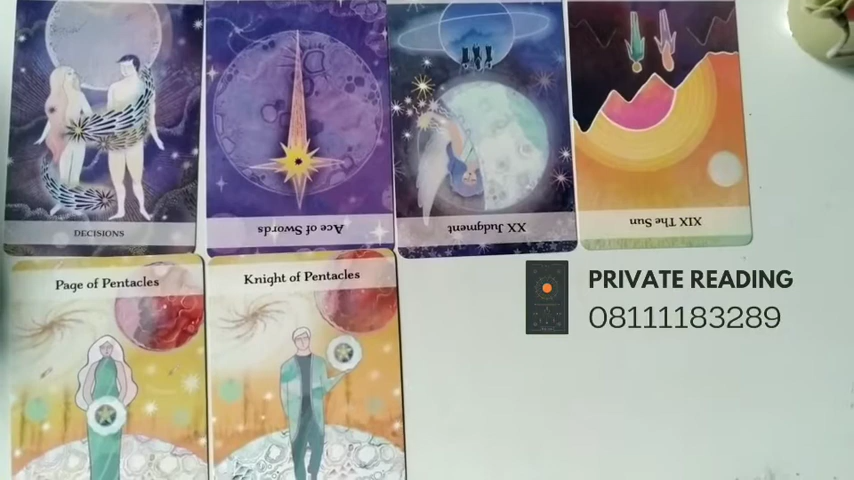 DECISIONS
Ace of Swords
XX Judgment
XIX The Sun
Page of Pentacles
Knight of Pentacles
PRIVATE READING
08111183289